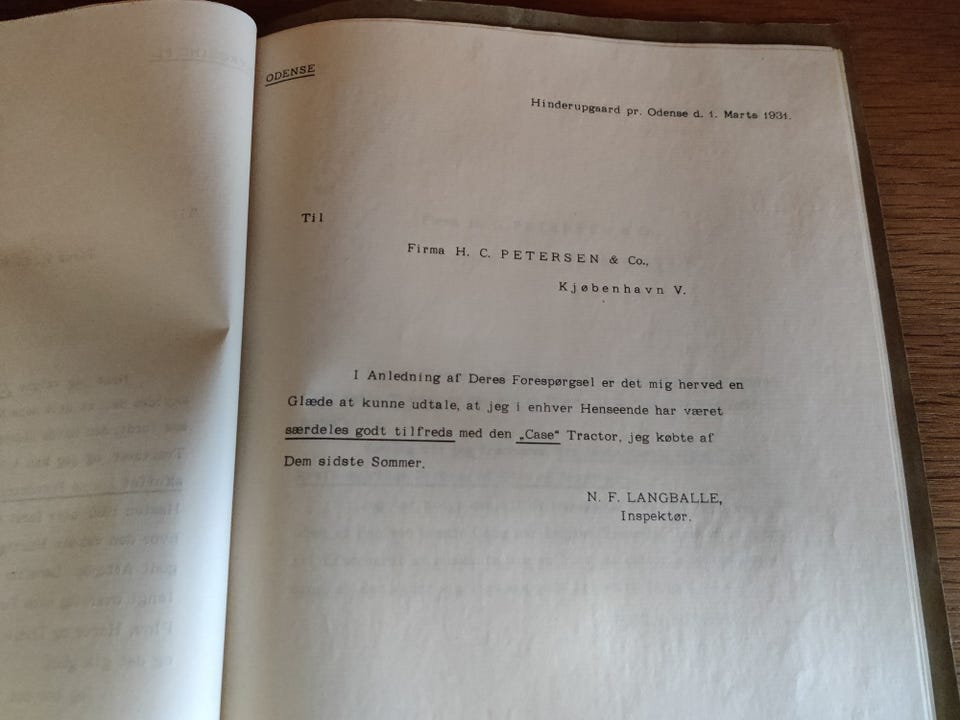 ODENSE
Hinderupgaard pr. Odense d. 1. Marts 1931.
Til
Firma H. C. PETERSEN & Co.,
Kjøbenhavn V.
I Anledning af Deres Forespørgsel er det mig herved en
Glæde at kunne udtale, at jeg i enhver Henseende har været
særdeles godt tilfreds med den „Case“ Tractor, jeg købte af
Dem sidste Sommer.
N. F. LANGBALLE,
Inspektør.